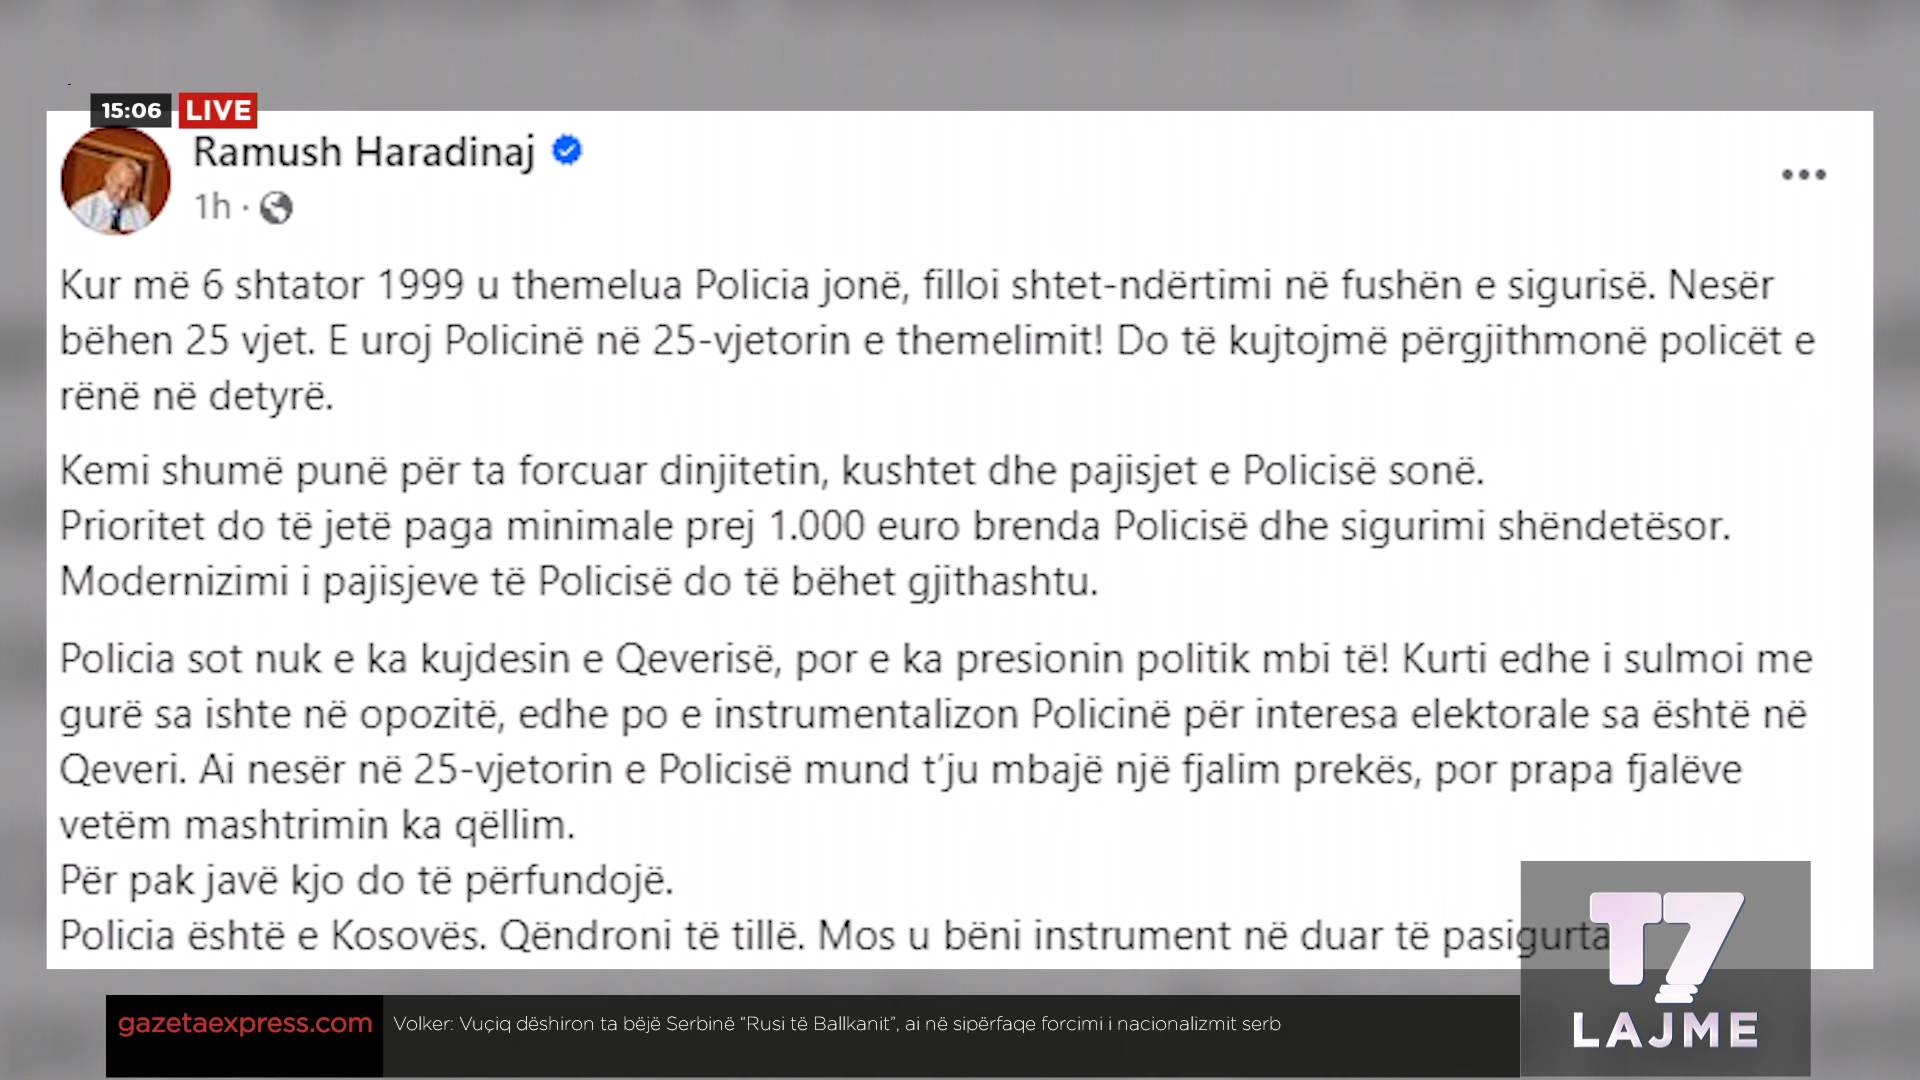 15:06 LIVE
Ramush Haradinaj
1h ·
Kur më 6 shtator 1999 u themelua Policia jonë, filloi shtet-ndërtimi në fushën e sigurisë. Nesër
bëhen 25 vjet. E uroj Policinë në 25-vjetorin e themelimit! Do të kujtojmë përgjithmonë policët e
rënë në detyrë.
Kemi shumë punë për ta forcuar dinjitetin, kushtet dhe pajisjet e Policisë sonë.
Prioritet do të jetë paga minimale prej 1.000 euro brenda Policisë dhe sigurimi shëndetësor.
Modernizimi i pajisjeve të Policisë do të bëhet gjithashtu.
Policia sot nuk e ka kujdesin e Qeverisë, por e ka presionin politik mbi të! Kurti edhe i sulmoi me
gurë sa ishte në opozitë, edhe po e instrumentalizon Policinë për interesa elektorale sa është në
Qeveri. Ai nesër në 25-vjetorin e Policisë mund t'ju mbajë një fjalim prekës, por prapa fjalëve
vetëm mashtrimin ka qëllim.
Për pak javë kjo do të përfundojë.
Policia është e Kosovës. Qëndroni të tillë. Mos u bëni instrument në duar të pasigurta
T7
LAJME
gazetaexpress.com Volker: Vuçiq dëshiron ta bëjë Serbinë “Rusi të Ballkanit”, ai në sipërfaqe forcimi i nacionalizmit serb